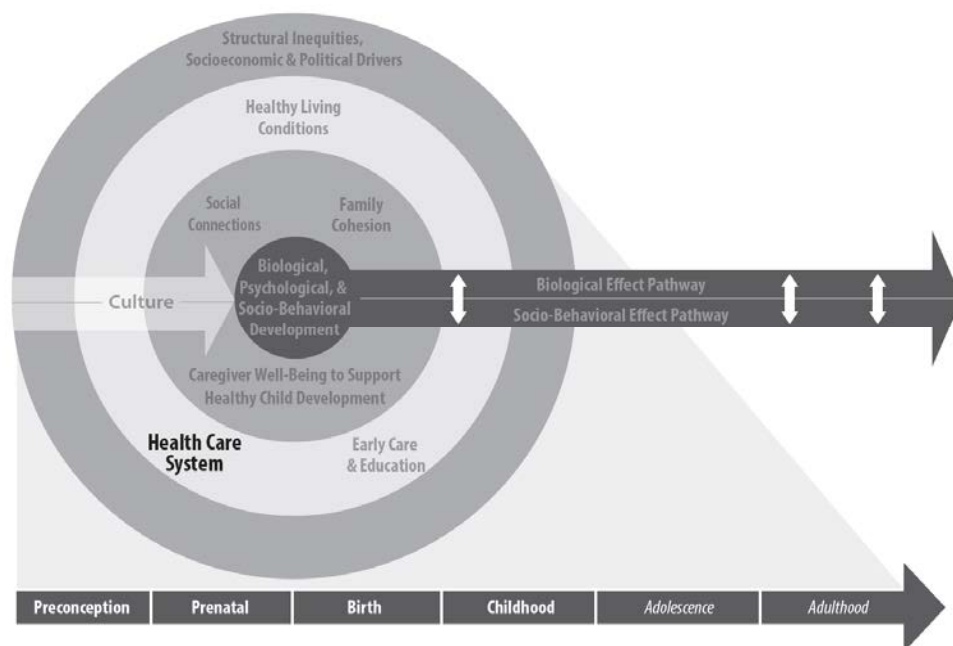 Structural Inequities,
Socioeconomic & Political Drivers
Healthy Living
Conditions
Social
Connections
Family
Cohesion
Culture
Biological,
Psychological, &
Socio-Behavioral
Development
Biological Effect Pathway
Socio-Behavioral Effect Pathway
Caregiver Well-Being to Support
Healthy Child Development
Health Care
System
Early Care
& Education
Preconception
Prenatal
Birth
Childhood
Adolescence
Adulthood